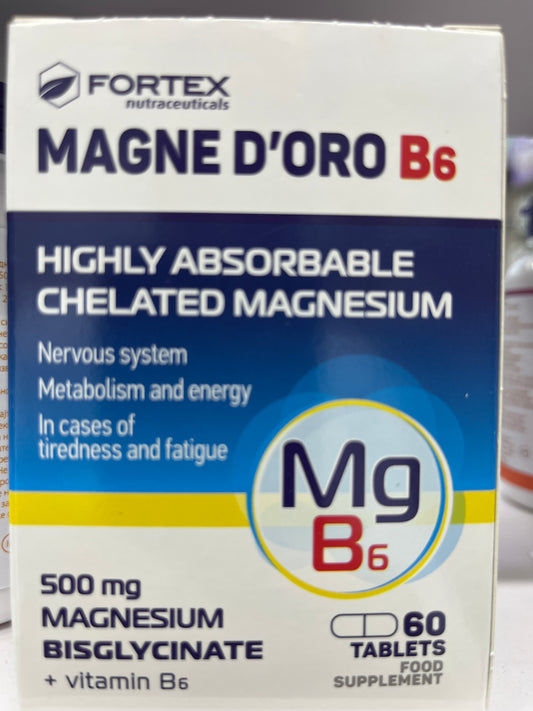 FORTEX
nutraceuticals
MAGNE D'ORO B6
HIGHLY ABSORBABLE
CHELATED MAGNESIUM
Nervous system
Metabolism and energy
In cases of
tiredness and fatigue
Mg
B6
500 mg
MAGNESIUM
BISGLYCINATE
+ vitamin B6
60
TABLETS
FOOD
SUPPLEMENT